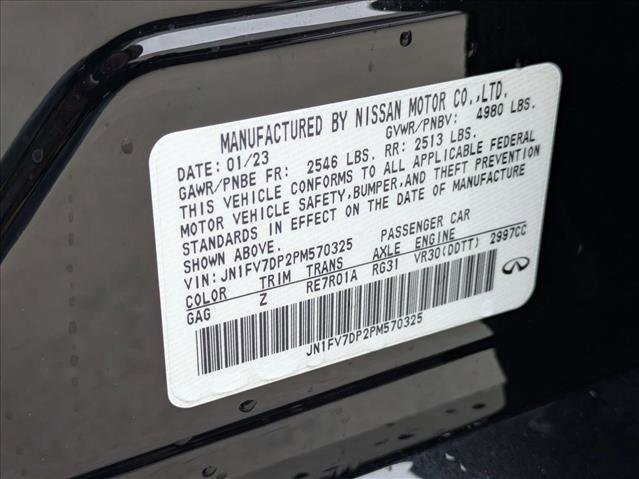 MANUFACTURED BY NISSAN MOTOR CO.,LTD.
DATE: 01/23 GVWR/PNBV: 4980 LBS.
GAWR/PNBE FR: 2546 LBS. RR: 2513 LBS.
THIS VEHICLE CONFORMS TO ALL APPLICABLE FEDERAL
MOTOR VEHICLE SAFETY,BUMPER,AND THEFT PREVENTION
STANDARDS IN EFFECT ON THE DATE OF MANUFACTURE
SHOWN ABOVE.
VIN: JN1FV7DP2PM570325 PASSENGER CAR
COLOR TRIM TRANS AXLE ENGINE
GAG Z RE7R01A RG31 VR30(DDTT) 2997CC
JN1FV7DP2PM570325